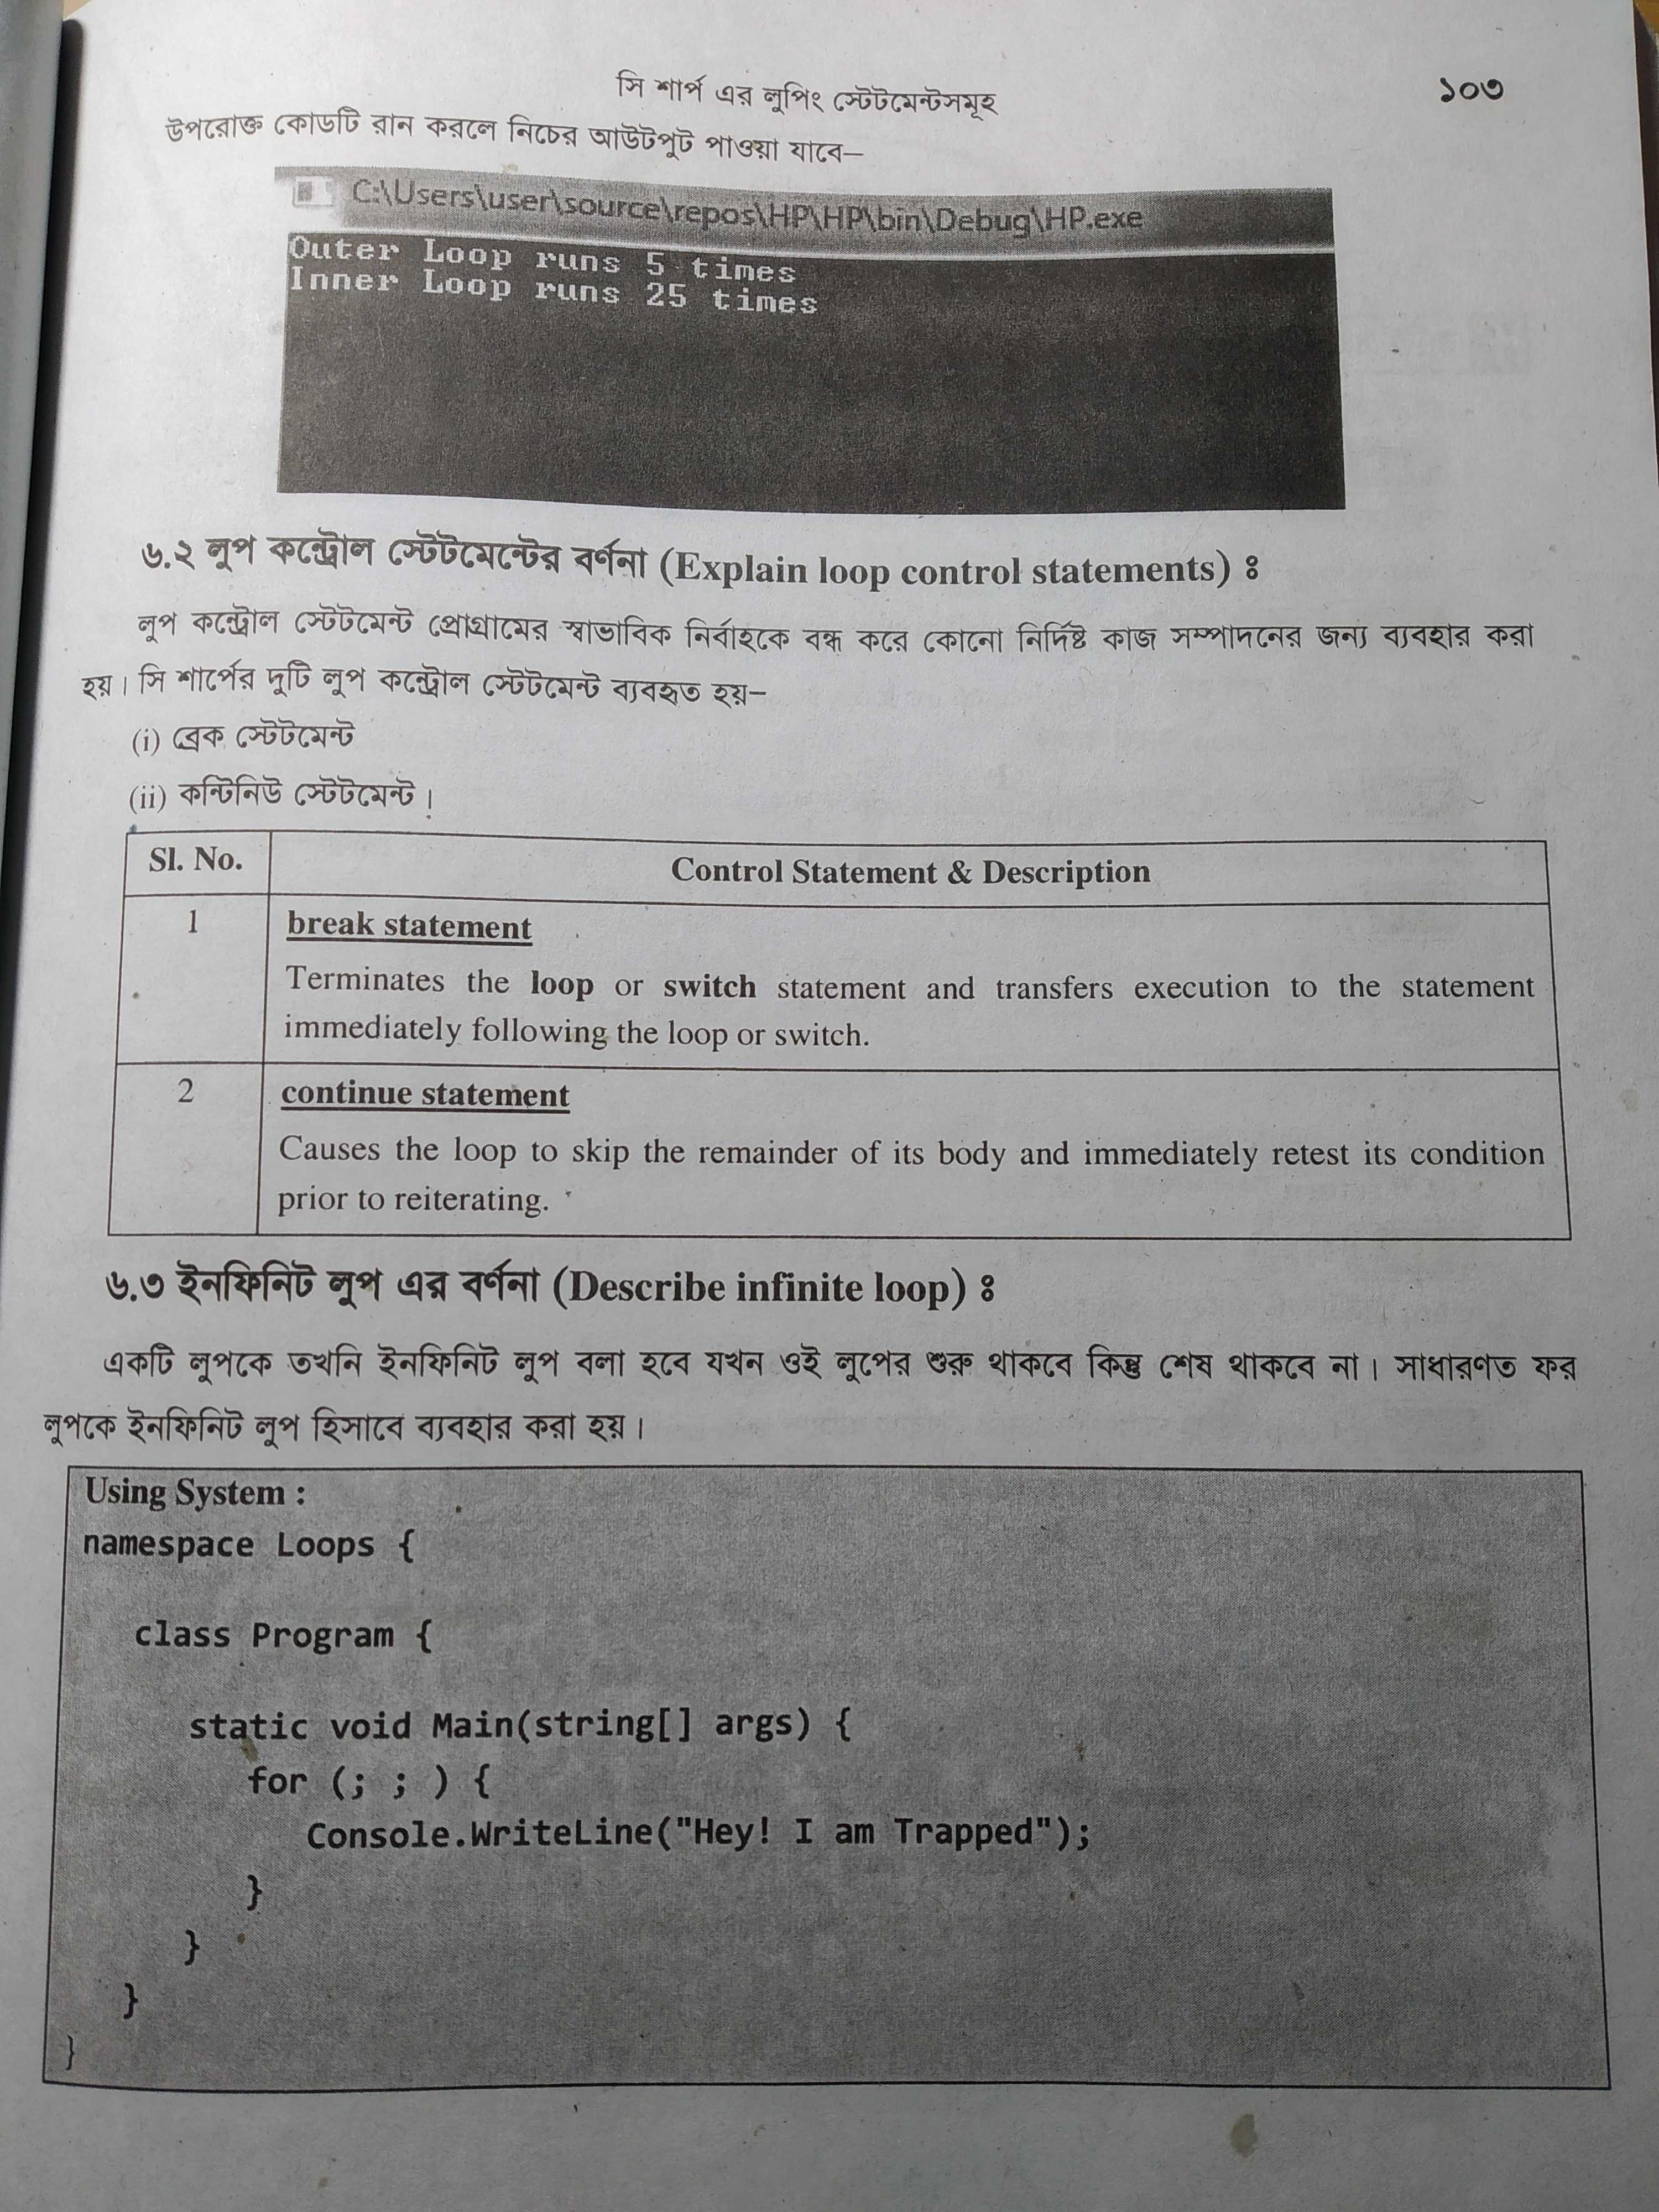 সি শার্প এর লুপিং স্টেটমেন্টসমূহ ১০৩
উপরোক্ত কোডটি রান করলে নিচের আউটপুট পাওয়া যাবে–
C:\Users\user\source\repos\HP\HP\bin\Debug\HP.exe
Outer Loop runs 5 times
Inner Loop runs 25 times
৬.২ লুপ কন্ট্রোল স্টেটমেন্টের বর্ণনা (Explain loop control statements) ঃ
লুপ কন্ট্রোল স্টেটমেন্ট প্রোগ্রামের স্বাভাবিক নির্বাহকে বন্ধ করে কোনো নির্দিষ্ট কাজ সম্পাদনের জন্য ব্যবহার করা
হয়। সি শার্পের দুটি লুপ কন্ট্রোল স্টেটমেন্ট ব্যবহৃত হয়–
(i) ব্রেক স্টেটমেন্ট
(ii) কন্টিনিউ স্টেটমেন্ট।
Sl. No. Control Statement & Description
1 break statement
Terminates the loop or switch statement and transfers execution to the statement
immediately following the loop or switch.
2 continue statement
Causes the loop to skip the remainder of its body and immediately retest its condition
prior to reiterating.
৬.৩ ইনফিনিট লুপ এর বর্ণনা (Describe infinite loop) ঃ
একটি লুপকে তখনি ইনফিনিট লুপ বলা হবে যখন ওই লুপের শুরু থাকবে কিন্তু শেষ থাকবে না। সাধারণত ফর
লুপকে ইনফিনিট লুপ হিসাবে ব্যবহার করা হয়।
Using System :
namespace Loops {
class Program {
static void Main(string[] args) {
for (; ; ) {
Console.WriteLine("Hey! I am Trapped");
}
}
}
}